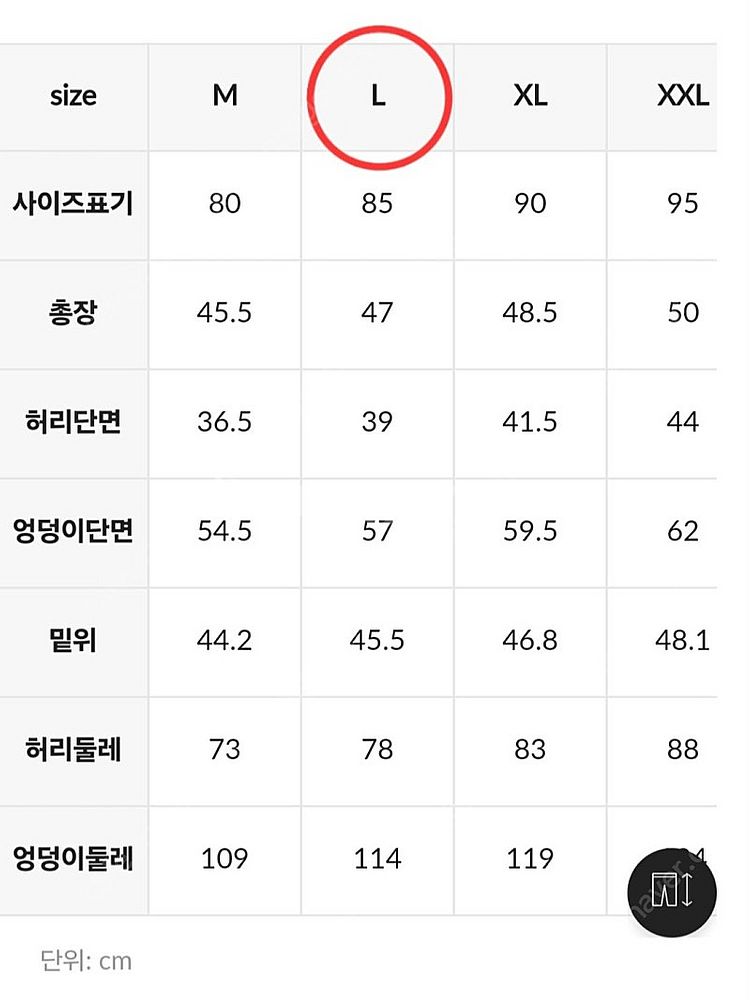 size M L XL XXL
사이즈표기 80 85 90 95
총장 45.5 47 48.5 50
허리단면 36.5 39 41.5 44
엉덩이단면 54.5 57 59.5 62
밑위 44.2 45.5 46.8 48.1
허리둘레 73 78 83 88
엉덩이둘레 109 114 119
단위: cm